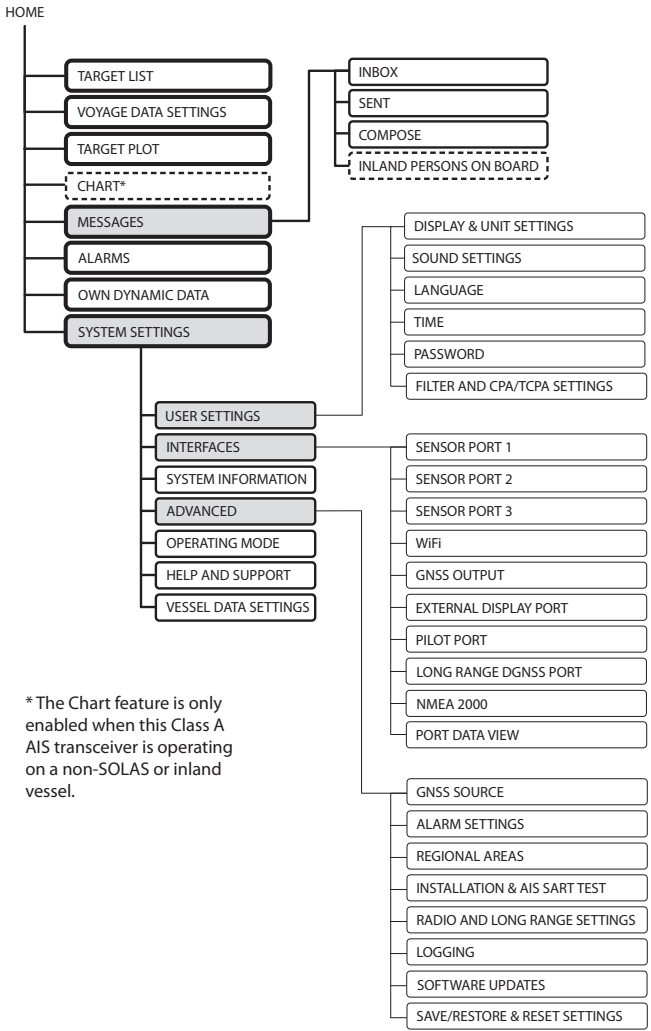 HOME
TARGET LIST
VOYAGE DATA SETTINGS
TARGET PLOT
CHART*
MESSAGES
ALARMS
OWN DYNAMIC DATA
SYSTEM SETTINGS
INBOX
SENT
COMPOSE
INLAND PERSONS ON BOARD
USER SETTINGS
INTERFACES
SYSTEM INFORMATION
ADVANCED
OPERATING MODE
HELP AND SUPPORT
VESSEL DATA SETTINGS
DISPLAY & UNIT SETTINGS
SOUND SETTINGS
LANGUAGE
TIME
PASSWORD
FILTER AND CPA/TCPA SETTINGS
SENSOR PORT 1
SENSOR PORT 2
SENSOR PORT 3
WiFi
GNSS OUTPUT
EXTERNAL DISPLAY PORT
PILOT PORT
LONG RANGE DGNSS PORT
NMEA 2000
PORT DATA VIEW
GNSS SOURCE
ALARM SETTINGS
REGIONAL AREAS
INSTALLATION & AIS SART TEST
RADIO AND LONG RANGE SETTINGS
LOGGING
SOFTWARE UPDATES
SAVE/RESTORE & RESET SETTINGS
* The Chart feature is only
enabled when this Class A
AIS transceiver is operating
on a non-SOLAS or inland
vessel.